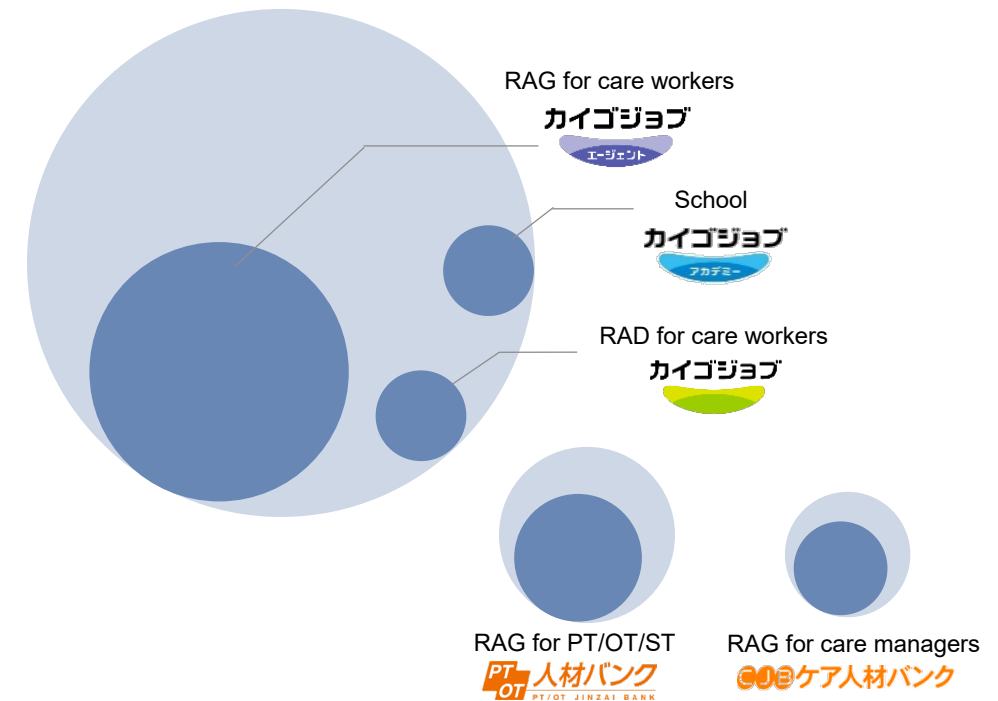 RAG for care workers
カイゴジョブ
エージェント
School
カイゴジョブ
アカデミー
RAD for care workers
カイゴジョブ
RAG for PT/OT/ST
PT
OT
人材バンク
PT/OT JINZAI BANK
RAG for care managers
CJBケア人材バンク